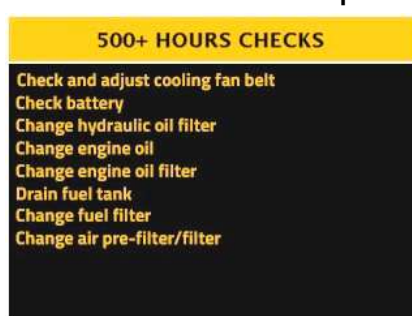 500+ HOURS CHECKS
Check and adjust cooling fan belt
Check battery
Change hydraulic oil filter
Change engine oil
Change engine oil filter
Drain fuel tank
Change fuel filter
Change air pre-filter/filter